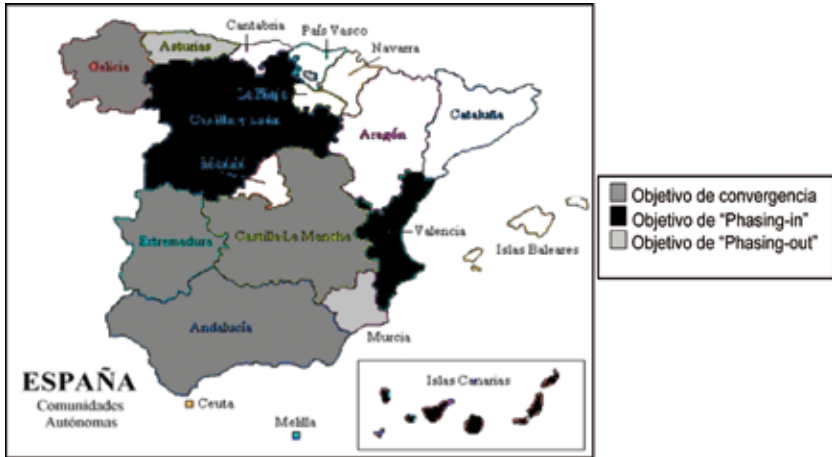 Cantabria
País Vasco
Asturias
Navarra
Galicia
La Rioja
Castilla y León
Cataluña
Aragón
Madrid
Objetivo de convergencia
Objetivo de “Phasing-in”
Objetivo de “Phasing-out”
Extremadura
Castilla-La Mancha
Valencia
Islas Baleares
Andalucía
Murcia
ESPAÑA
Comunidades
Autónomas
Ceuta
Melilla
Islas Canarias